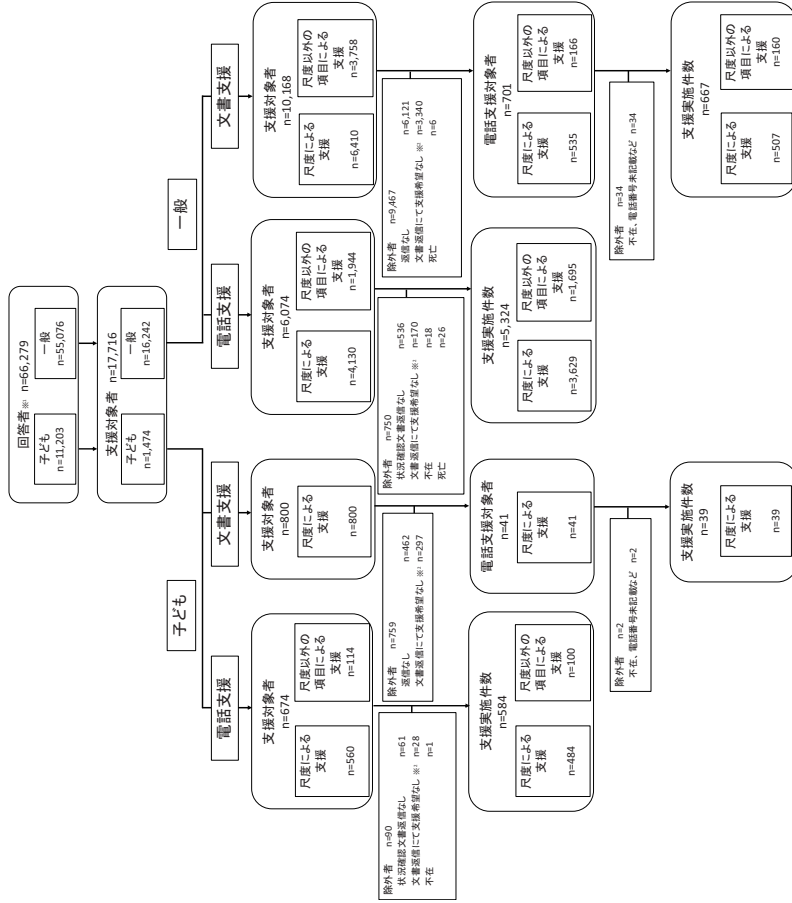 回答者※¹ n=66,279
子ども
n=11,203
一般
n=55,076
支援対象者 n=17,716
子ども
n=1,474
一般
n=16,242
子ども
一般
電話支援
文書支援
電話支援
文書支援
支援対象者
n=674
尺度による
支援
n=560
尺度以外の
項目による
支援
n=114
支援対象者
n=800
尺度による
支援
n=800
支援対象者
n=6,074
尺度による
支援
n=4,130
尺度以外の
項目による
支援
n=1,944
支援対象者
n=10,168
尺度による
支援
n=6,410
尺度以外の
項目による
支援
n=3,758
除外者 n=90
状況確認文書返信なし n=61
文書返信にて支援希望なし ※² n=28
不在 n=1
除外者 n=759
返信なし n=462
文書返信にて支援希望なし ※² n=297
除外者 n=750
状況確認文書返信なし n=536
文書返信にて支援希望なし ※² n=170
不在 n=18
死亡 n=26
除外者 n=9,467
返信なし n=6,121
文書返信にて支援希望なし ※² n=3,340
死亡 n=6
支援実施件数
n=584
尺度による
支援
n=484
尺度以外の
項目による
支援
n=100
電話支援対象者
n=41
尺度による
支援
n=41
支援実施件数
n=5,324
尺度による
支援
n=3,629
尺度以外の
項目による
支援
n=1,695
電話支援対象者
n=701
尺度による
支援
n=535
尺度以外の
項目による
支援
n=166
除外者 n=2
不在、電話番号未記載など n=2
除外者 n=34
不在、電話番号未記載など n=34
支援実施件数
n=39
尺度による
支援
n=39
支援実施件数
n=667
尺度による
支援
n=507
尺度以外の
項目による
支援
n=160